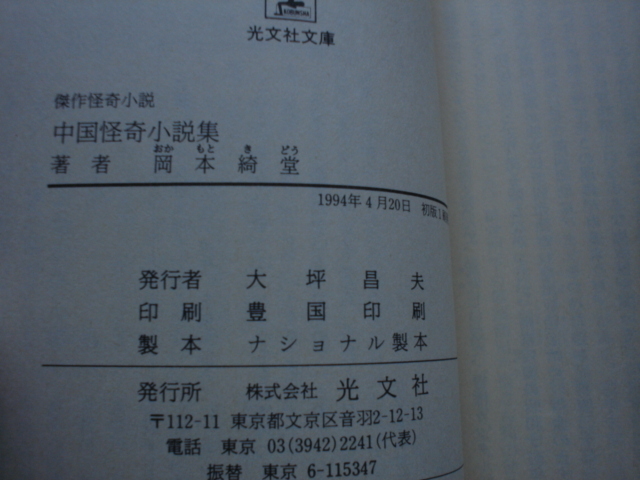 光文社文庫
傑作怪奇小説
中国怪奇小説集
著者 岡本綺堂
おか もと き どう
1994年4月20日 初版1
発行者 大坪昌夫
印刷 豊国印刷
製本 ナショナル製本
発行所 株式会社 光文社
〒112-11 東京都文京区音羽2-12-13
電話 東京 03(3942)2241(代表)
振替 東京 6-115347